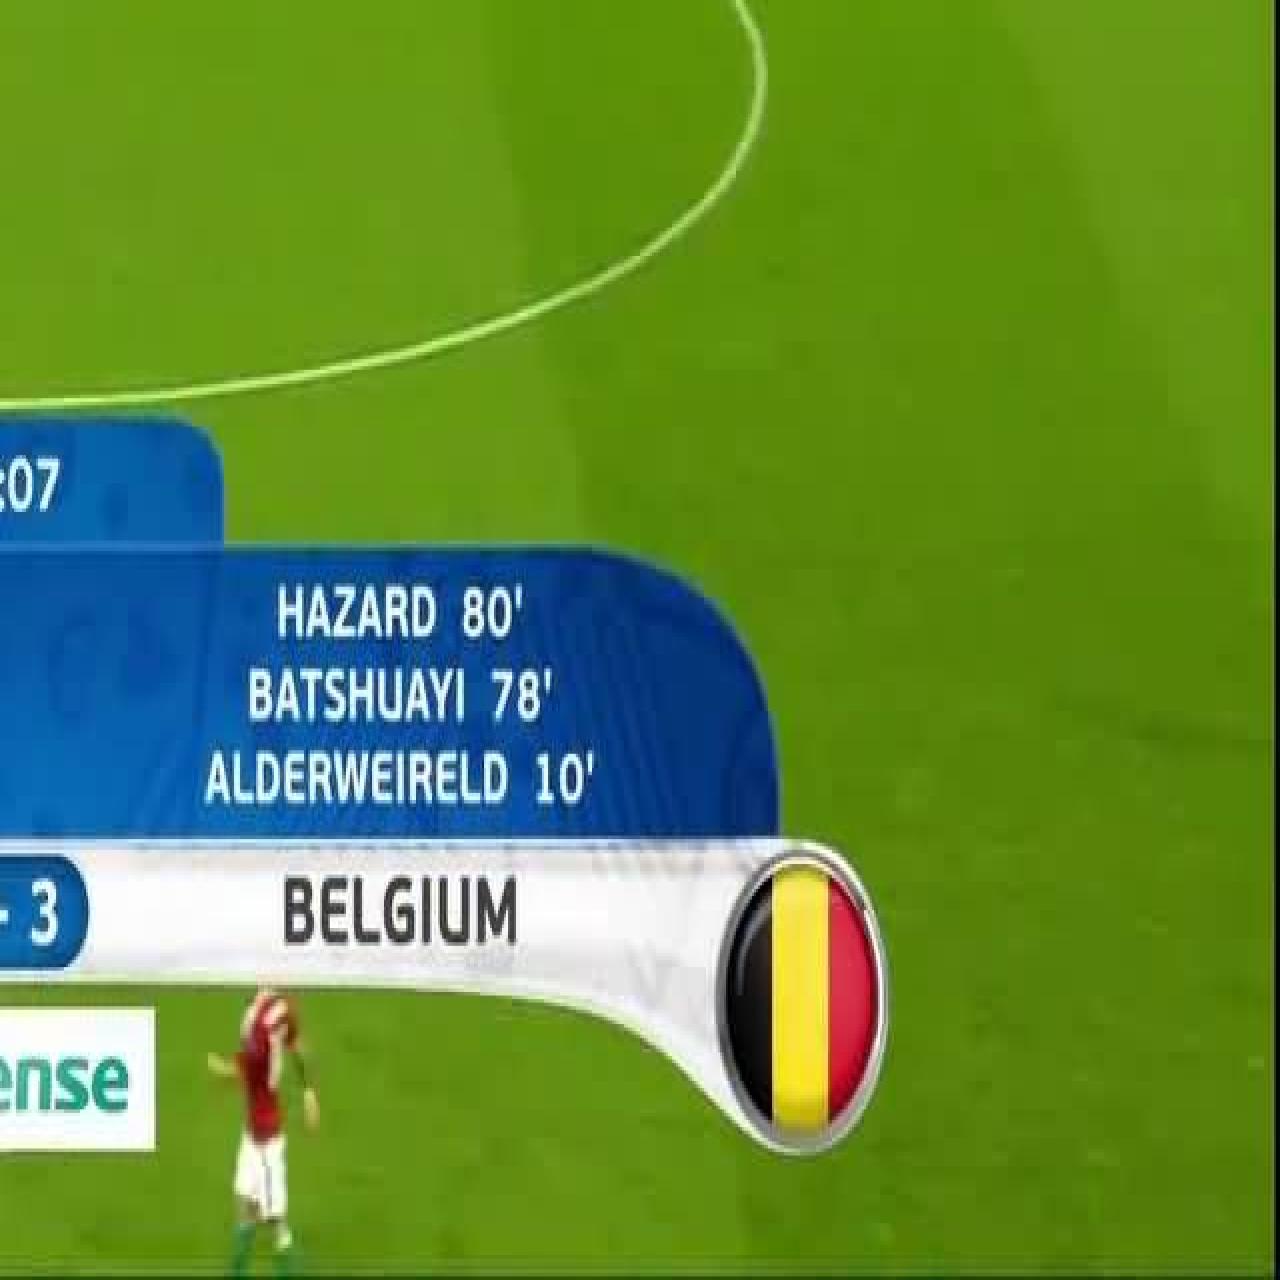 :07
HAZARD 80'
BATSHUAYI 78'
ALDERWEIRELD 10'
- 3 BELGIUM
ense